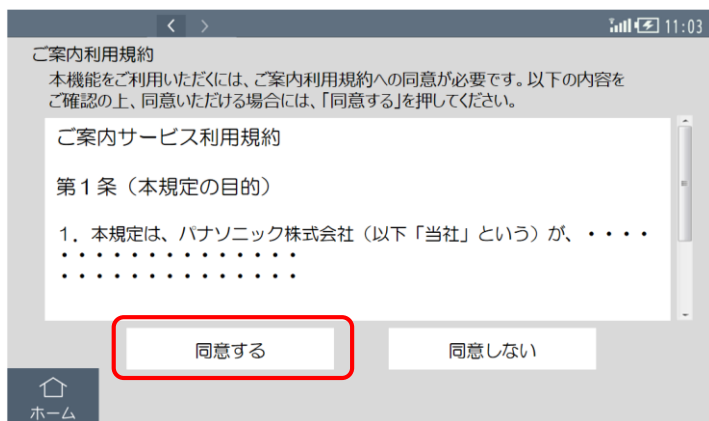 11:03
ご案内利用規約
本機能をご利用いただくには、ご案内利用規約への同意が必要です。以下の内容を
ご確認の上、同意いただける場合には、「同意する」を押してください。
ご案内サービス利用規約
第1条（本規定の目的）
1．本規定は、パナソニック株式会社（以下「当社」という）が、・・・・
・・・・・・・・・・・・・・
・・・・・・・・・・・・・・
同意する
同意しない
ホーム